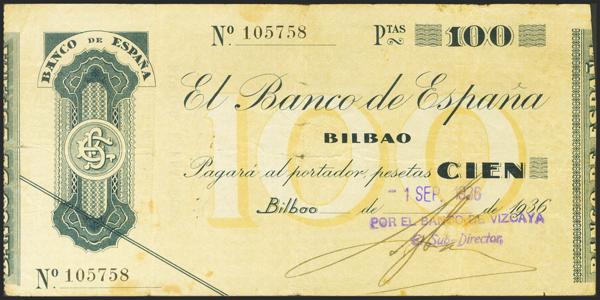 BANCO DE ESPAÑA
Nº 105758 PTAS 100
El Banco de España
BILBAO
100
Pagará al portador, pesetas CIEN
- 1 SEP. 1936
Bilbao de de 1936
POR EL BANCO DE VIZCAYA
Sub-Director,
Nº 105758